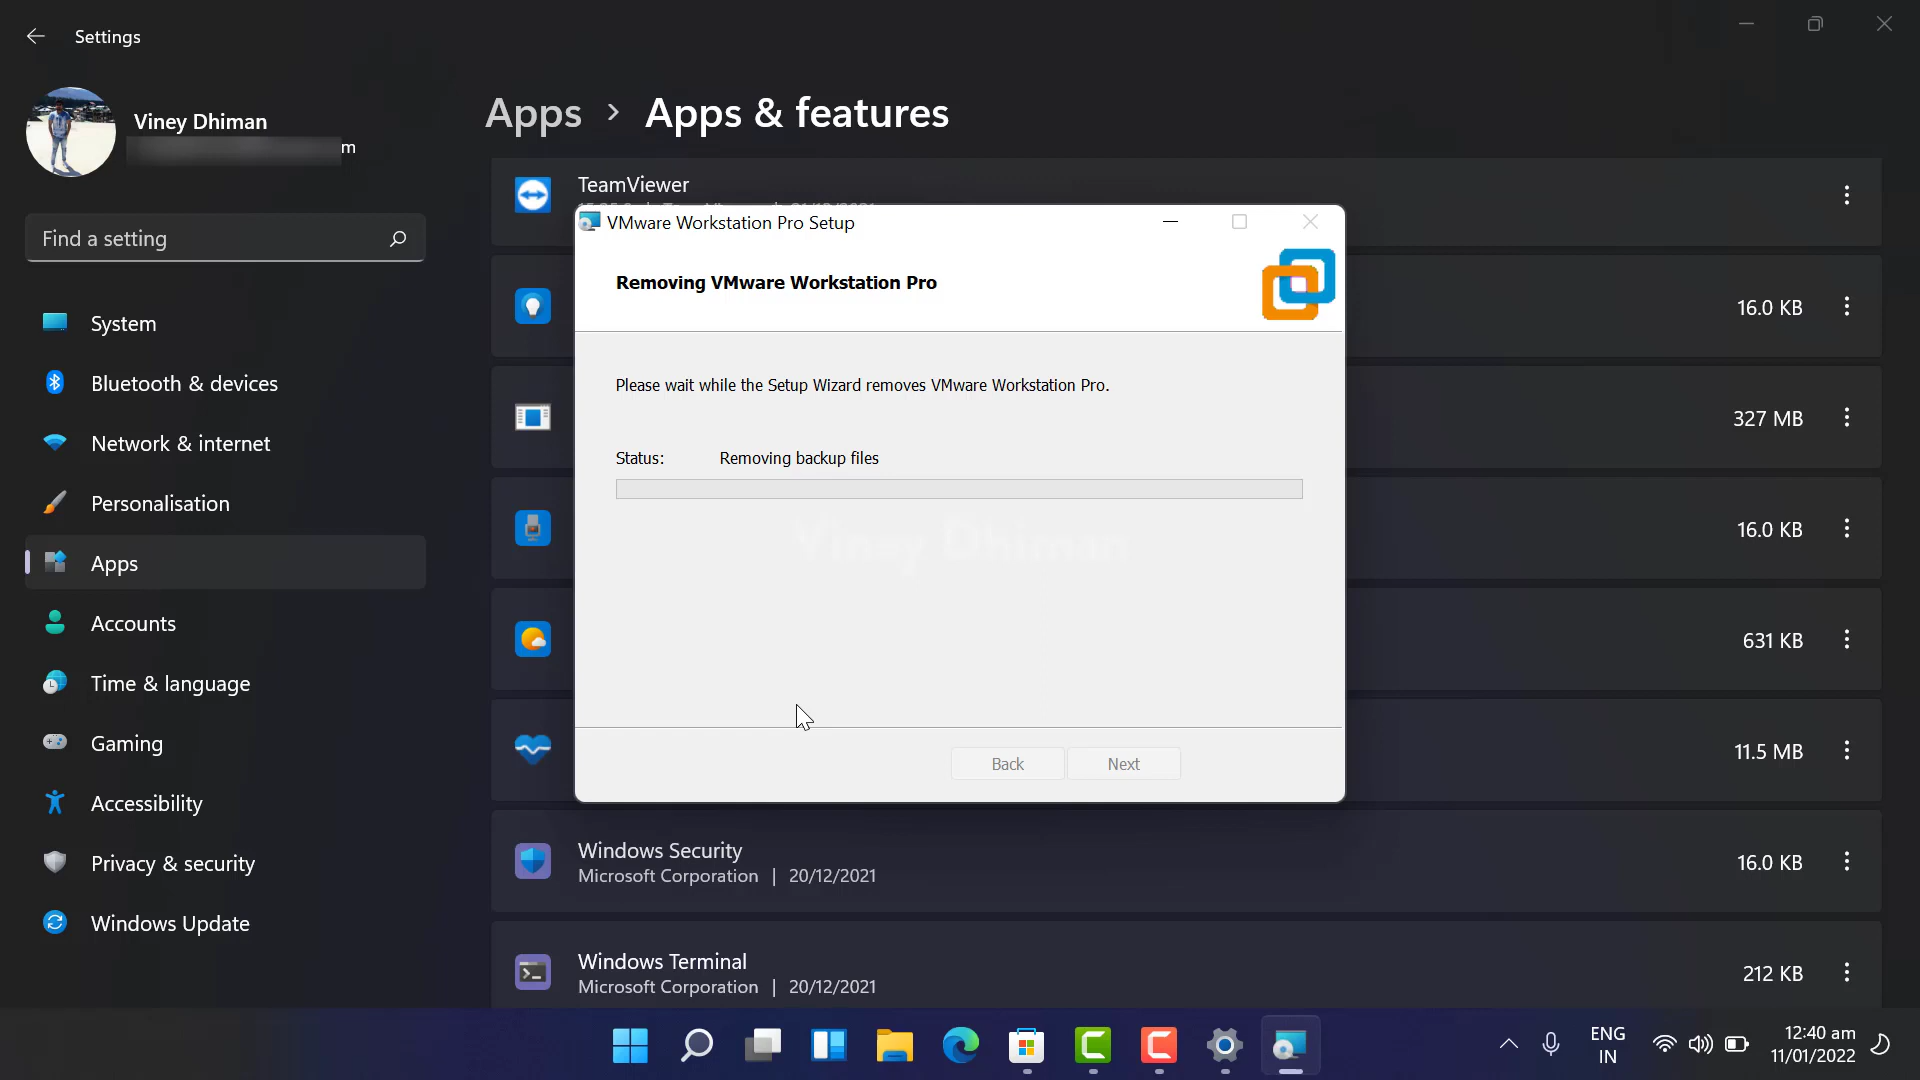 Settings
Viney Dhiman
m
Find a setting
System
Bluetooth & devices
Network & internet
Personalisation
Apps
Accounts
Time & language
Gaming
Accessibility
Privacy & security
Windows Update
Apps > Apps & features
TeamViewer
16.0 KB
327 MB
16.0 KB
631 KB
11.5 MB
Windows Security
Microsoft Corporation | 20/12/2021
16.0 KB
Windows Terminal
Microsoft Corporation | 20/12/2021
212 KB
VMware Workstation Pro Setup
Removing VMware Workstation Pro
Please wait while the Setup Wizard removes VMware Workstation Pro.
Status: Removing backup files
Viney Dhiman
Back
Next
ENG
IN
12:40 am
11/01/2022